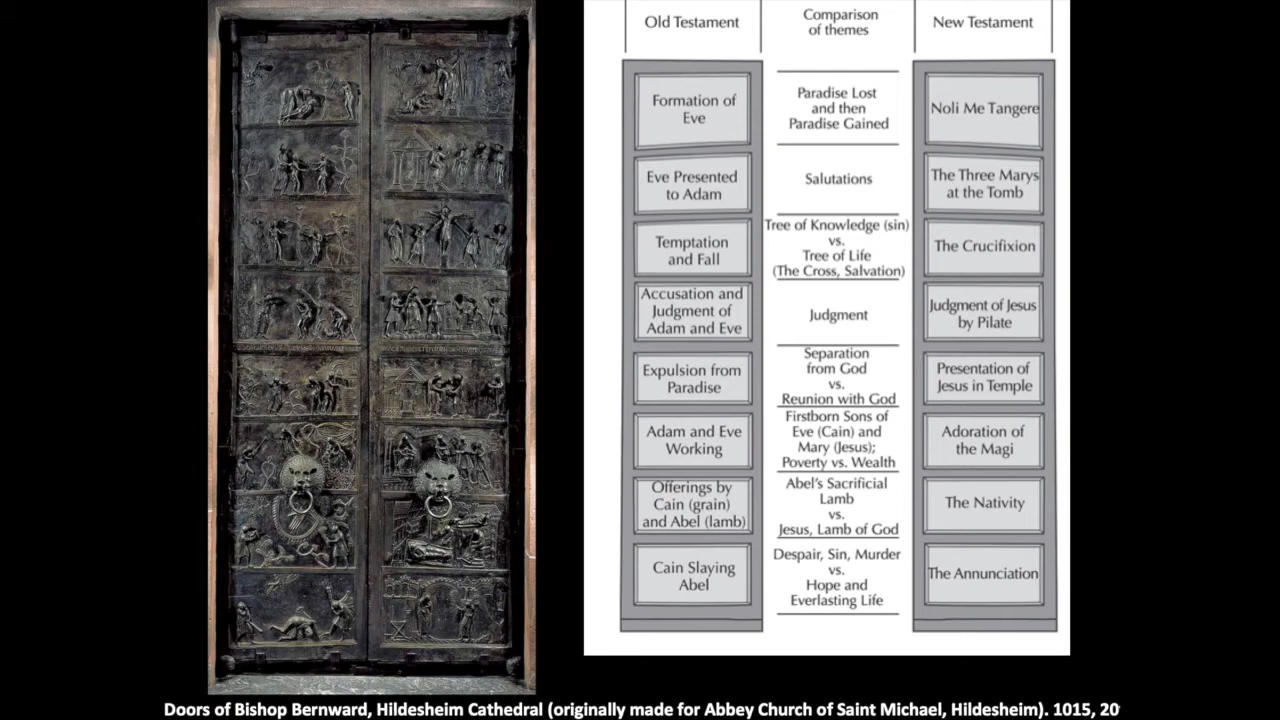 Old Testament
Comparison
of themes
New Testament
Formation of
Eve
Paradise Lost
and then
Paradise Gained
Noli Me Tangere
Eve Presented
to Adam
Salutations
The Three Marys
at the Tomb
Temptation
and Fall
Tree of Knowledge (sin)
vs.
Tree of Life
(The Cross, Salvation)
The Crucifixion
Accusation and
Judgment of
Adam and Eve
Judgment
Judgment of Jesus
by Pilate
Expulsion from
Paradise
Separation
from God
vs.
Reunion with God
Presentation of
Jesus in Temple
Adam and Eve
Working
Firstborn Sons of
Eve (Cain) and
Mary (Jesus);
Poverty vs. Wealth
Adoration of
the Magi
Offerings by
Cain (grain)
and Abel (lamb)
Abel's Sacrificial
Lamb
vs.
Jesus, Lamb of God
The Nativity
Cain Slaying
Abel
Despair, Sin, Murder
vs.
Hope and
Everlasting Life
The Annunciation
Doors of Bishop Bernward, Hildesheim Cathedral (originally made for Abbey Church of Saint Michael, Hildesheim). 1015, 20